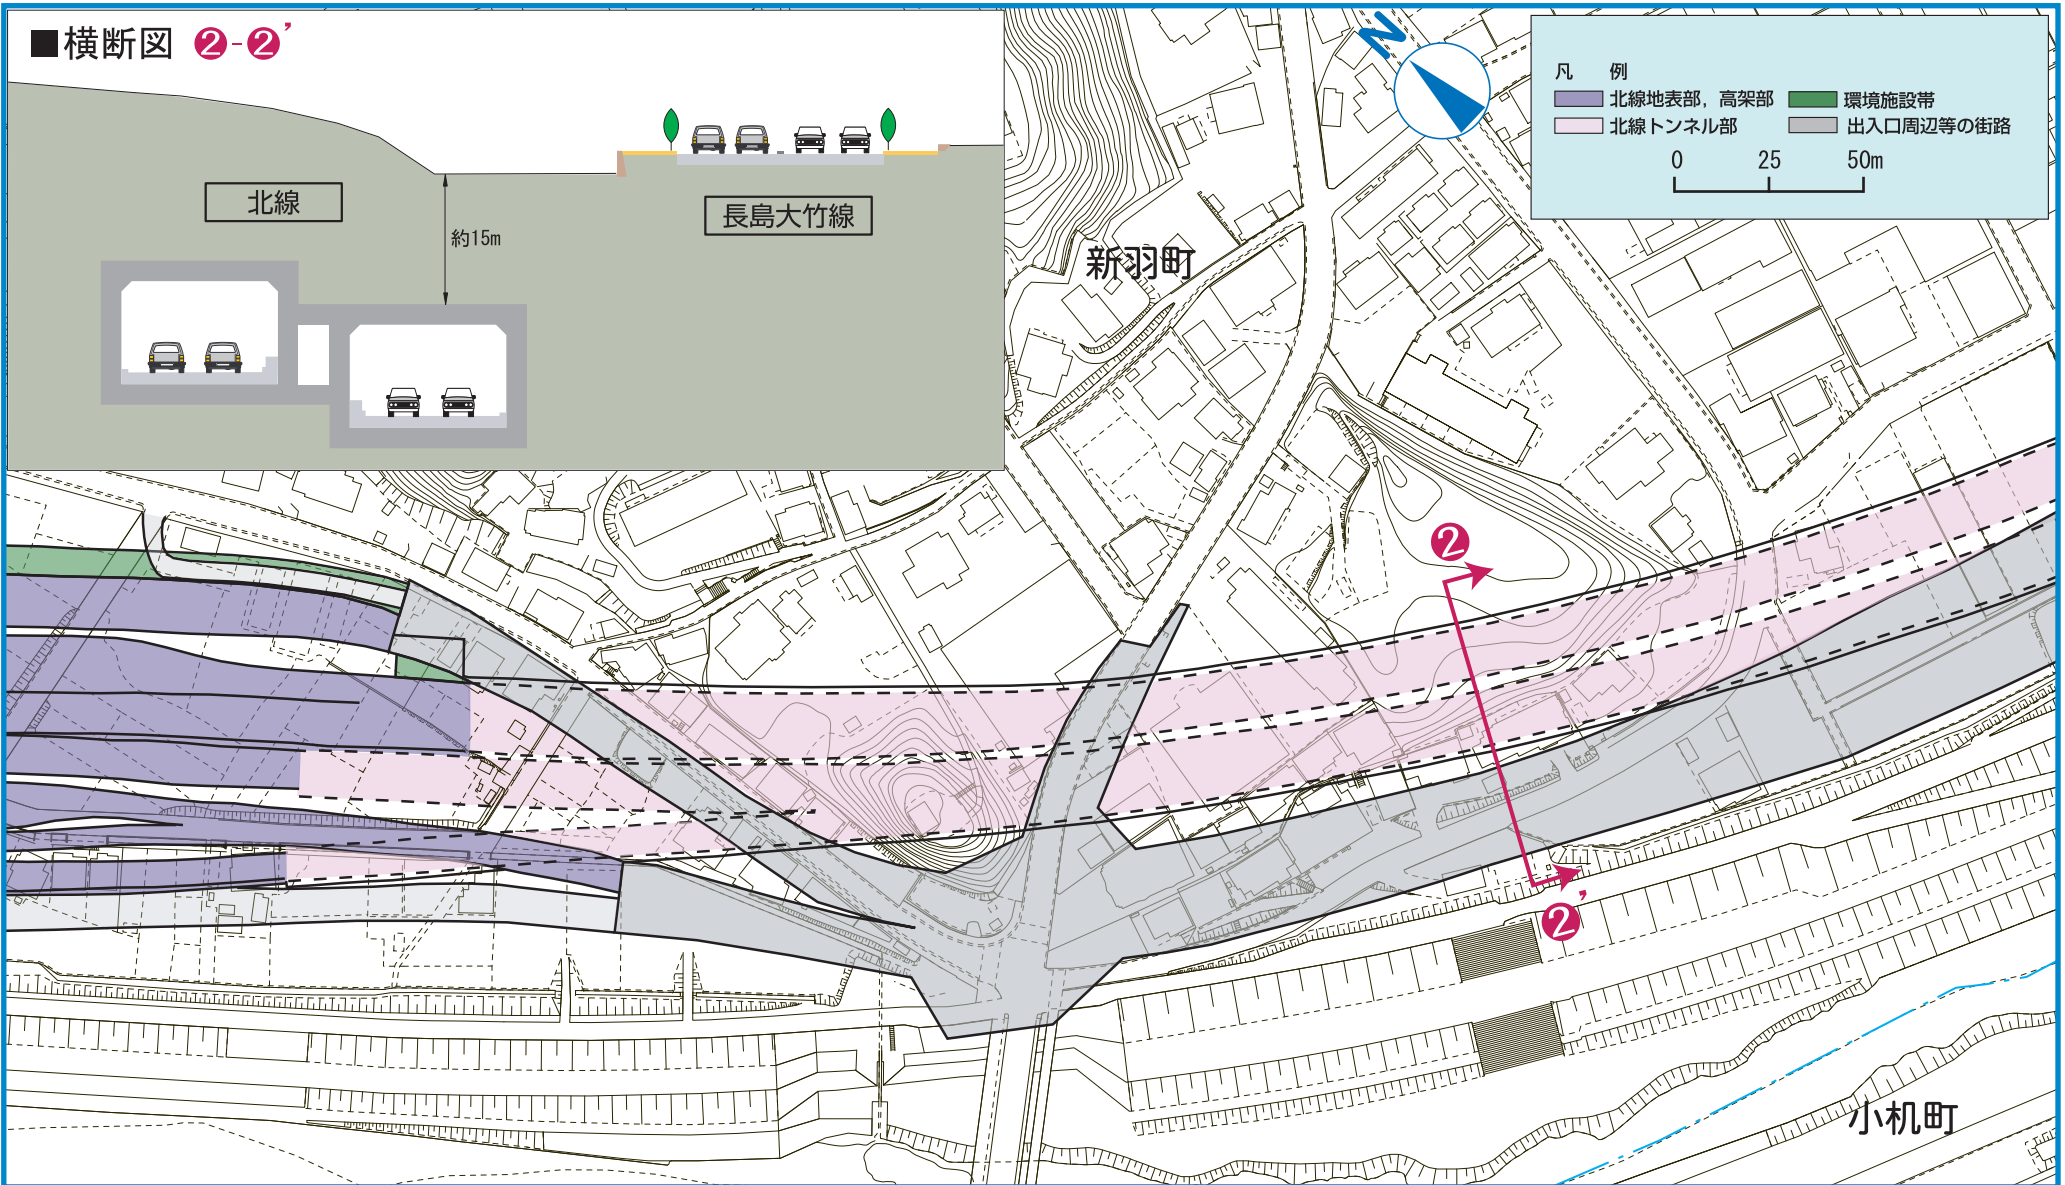 ■横断図 ❷-❷’
北線
長島大竹線
約15m
N
凡 例
北線地表部，高架部
環境施設帯
北線トンネル部
出入口周辺等の街路
0 25 50m
新羽町
❷
❷’
小机町